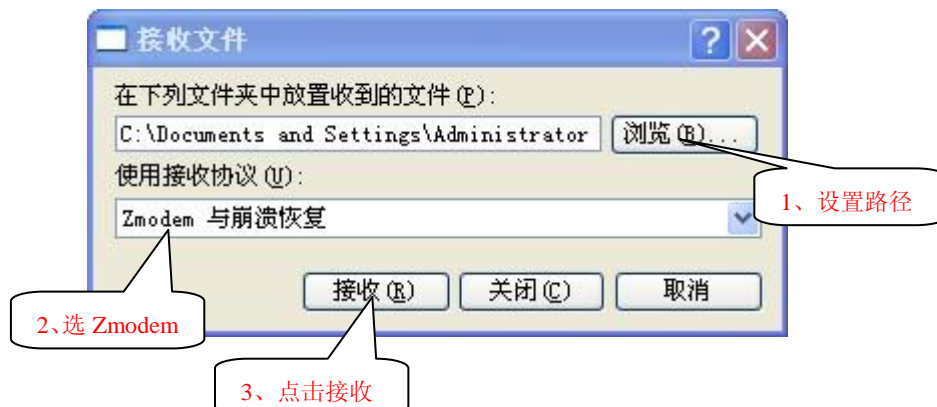 接收文件
在下列文件夹中放置收到的文件(P):
C:\Documents and Settings\Administrator
浏览(B)...
使用接收协议(U):
1、设置路径
Zmodem 与崩溃恢复
接收(R)
关闭(C)
取消
2、选 Zmodem
3、点击接收